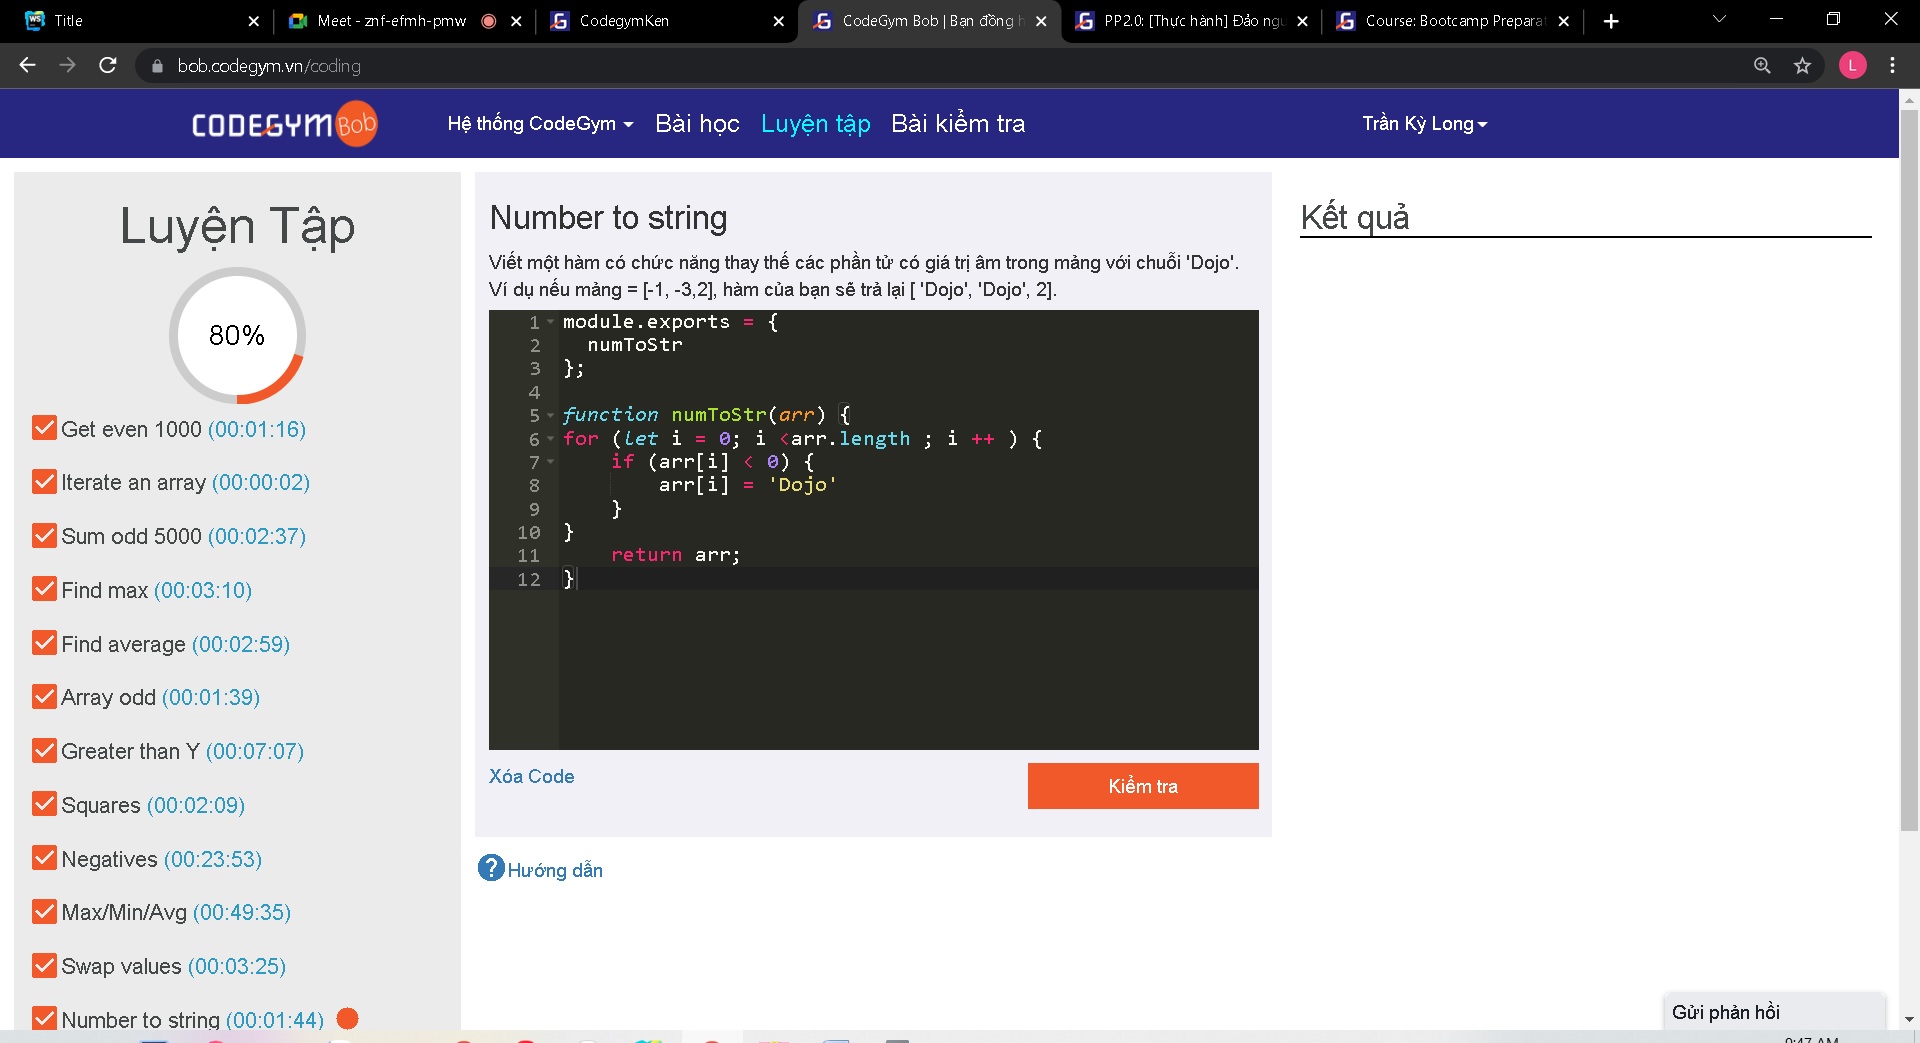 Title
Meet - znf-efmh-pmw
CodegymKen
CodeGym Bob | Bạn đồng h
PP2.0: [Thực hành] Đảo ngư
Course: Bootcamp Preparat
bob.codegym.vn/coding
L
CODEGYM Bob
Hệ thống CodeGym
Bài học
Luyện tập
Bài kiểm tra
Trần Kỳ Long
Luyện Tập
80%
Get even 1000 (00:01:16)
Iterate an array (00:00:02)
Sum odd 5000 (00:02:37)
Find max (00:03:10)
Find average (00:02:59)
Array odd (00:01:39)
Greater than Y (00:07:07)
Squares (00:02:09)
Negatives (00:23:53)
Max/Min/Avg (00:49:35)
Swap values (00:03:25)
Number to string (00:01:44)
Number to string
Viết một hàm có chức năng thay thế các phần tử có giá trị âm trong mảng với chuỗi 'Dojo'.
Ví dụ nếu mảng = [-1, -3,2], hàm của bạn sẽ trả lại [ 'Dojo', 'Dojo', 2].
1 module.exports = {
2 numToStr
3 };
4
5 function numToStr(arr) {
6 for (let i = 0; i <arr.length ; i ++ ) {
7 if (arr[i] < 0) {
8 arr[i] = 'Dojo'
9 }
10 }
11 return arr;
12 }
Xóa Code
Kiểm tra
Hướng dẫn
Kết quả
Gửi phản hồi
9:47 AM